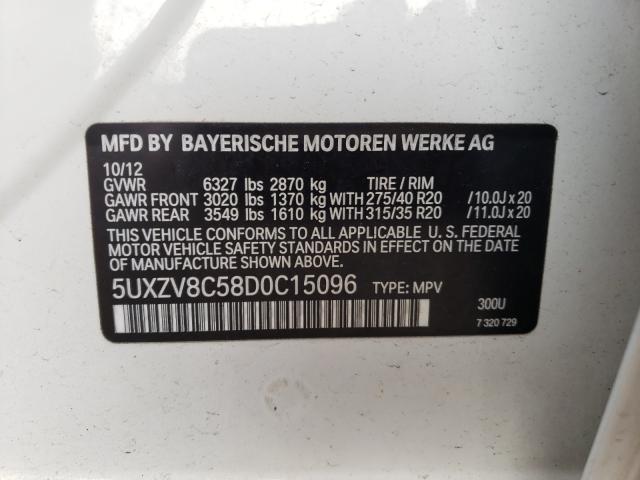 MFD BY BAYERISCHE MOTOREN WERKE AG
10/12
GVWR 6327 lbs 2870 kg TIRE / RIM
GAWR FRONT 3020 lbs 1370 kg WITH 275/40 R20 /10.0J x 20
GAWR REAR 3549 lbs 1610 kg WITH 315/35 R20 /11.0J x 20
THIS VEHICLE CONFORMS TO ALL APPLICABLE U. S. FEDERAL
MOTOR VEHICLE SAFETY STANDARDS IN EFFECT ON THE DATE
OF MANUFACTURE SHOWN ABOVE.
5UXZV8C58D0C15096 TYPE: MPV
300U
7 320 729